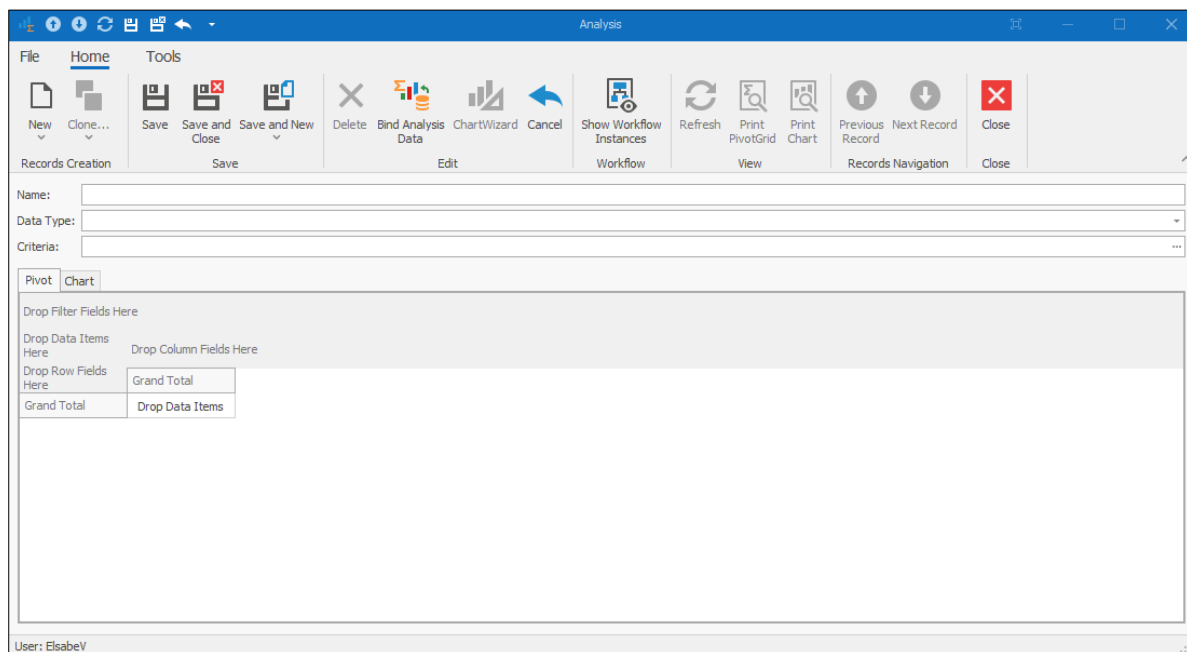 Analysis
File Home Tools
New Clone... Save Save and Close Save and New Delete Bind Analysis Data ChartWizard Cancel Show Workflow Instances Refresh Print PivotGrid Print Chart Previous Record Next Record Close
Records Creation Save Edit Workflow View Records Navigation Close
Name:
Data Type:
Criteria:
Pivot Chart
Drop Filter Fields Here
Drop Data Items
Here
Drop Column Fields Here
Drop Row Fields
Here
Grand Total
Grand Total Drop Data Items
User: ElsabeV